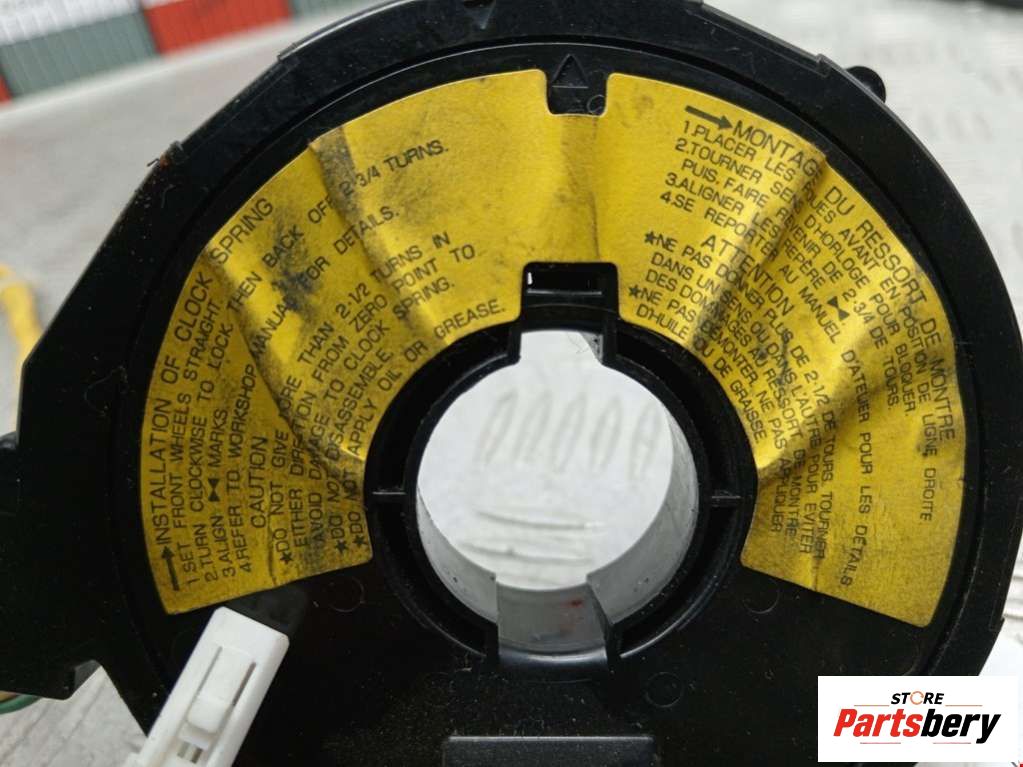 INSTALLATION OF CLOCK SPRING
1.SET FRONT WHEELS STRAIGHT.
2.TURN CLOCKWISE TO LOCK, THEN BACK OFF 2-3/4 TURNS.
3.ALIGN MARKS.
4.REFER TO WORKSHOP MANUAL FOR DETAILS.
CAUTION
★DO NOT GIVE MORE THAN 2-1/2 TURNS IN
EITHER DIRECTION FROM ZERO POINT TO
AVOID DAMAGE TO CLOCK SPRING.
★DO NOT DISASSEMBLE
★DO NOT APPLY OIL OR GREASE.
MONTAGE DU RESSORT DE MONTRE
1.PLACER LES ROUES AVANT EN POSITION DE LIGNE DROITE
2.TOURNER SENS D'HORLOGE POUR BLOQUER
PUIS, FAIRE REVENIR DE 2-3/4 DE TOURS
3.ALIGNER LES REPÈRE
4.SE REPORTER AU MANUEL D'ATELIER POUR LES DÉTAILS
ATTENTION
★NE PAS DONNER PLUS DE 2-1/2 DE TOURS, TOURNER
DANS UN SENS OU DANS L'AUTRE POUR ÉVITER
DES DOMMAGES AU RESSORT DE MONTRE
★NE PAS DÉMONTER, NE PAS APPLIQUER
D'HUILE OU DE GRAISSE
STORE
Partsbery